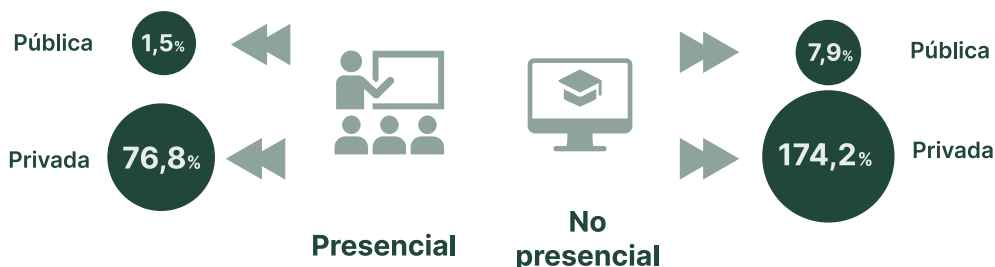 Pública
1,5%
Privada
76,8%
Presencial
No
presencial
7,9%
Pública
174,2%
Privada